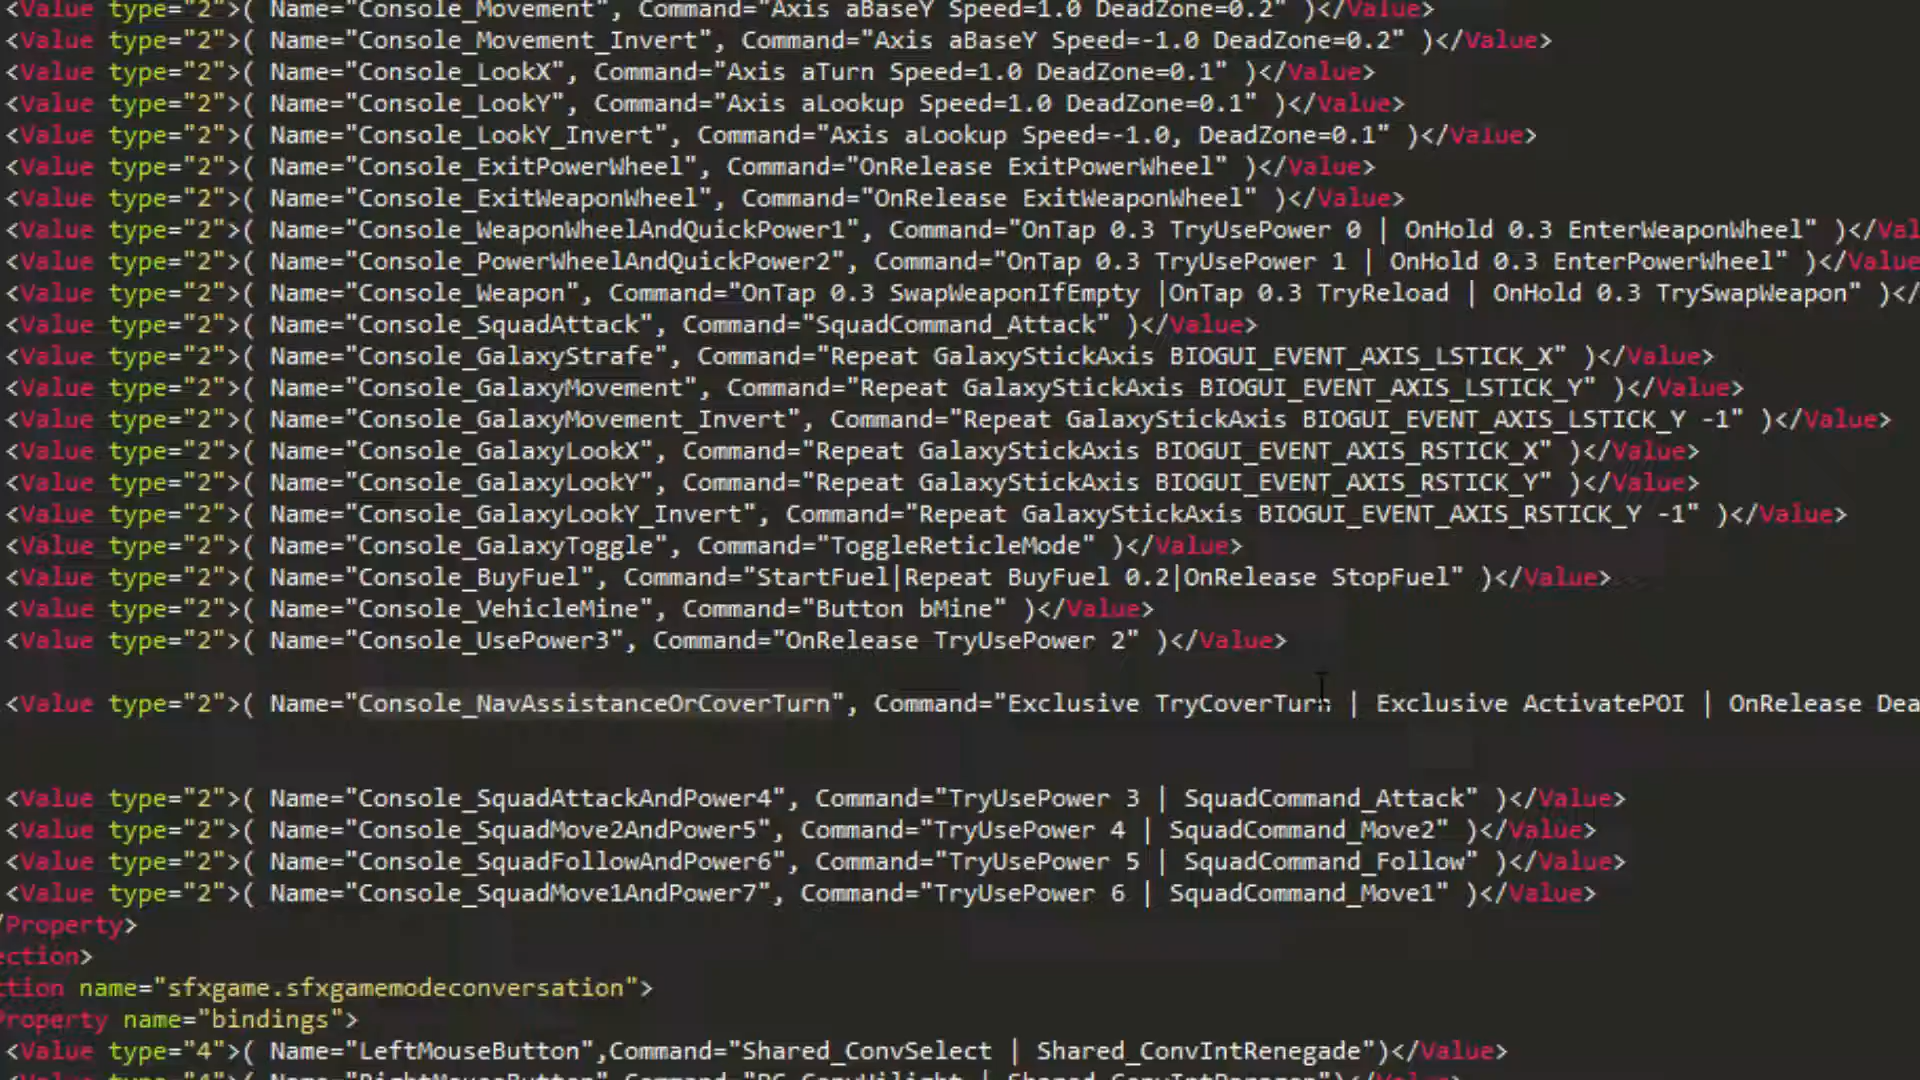 <Value type="2">( Name="Console_Movement", Command="Axis aBaseY Speed=1.0 DeadZone=0.2" )</Value>
<Value type="2">( Name="Console_Movement_Invert", Command="Axis aBaseY Speed=-1.0 DeadZone=0.2" )</Value>
<Value type="2">( Name="Console_LookX", Command="Axis aTurn Speed=1.0 DeadZone=0.1" )</Value>
<Value type="2">( Name="Console_LookY", Command="Axis aLookup Speed=1.0 DeadZone=0.1" )</Value>
<Value type="2">( Name="Console_LookY_Invert", Command="Axis aLookup Speed=-1.0, DeadZone=0.1" )</Value>
<Value type="2">( Name="Console_ExitPowerWheel", Command="OnRelease ExitPowerWheel" )</Value>
<Value type="2">( Name="Console_ExitWeaponWheel", Command="OnRelease ExitWeaponWheel" )</Value>
<Value type="2">( Name="Console_WeaponWheelAndQuickPower1", Command="OnTap 0.3 TryUsePower 0 | OnHold 0.3 EnterWeaponWheel" )</Val
<Value type="2">( Name="Console_PowerWheelAndQuickPower2", Command="OnTap 0.3 TryUsePower 1 | OnHold 0.3 EnterPowerWheel" )</Value
<Value type="2">( Name="Console_Weapon", Command="OnTap 0.3 SwapWeaponIfEmpty |OnTap 0.3 TryReload | OnHold 0.3 TrySwapWeapon" )</
<Value type="2">( Name="Console_SquadAttack", Command="SquadCommand_Attack" )</Value>
<Value type="2">( Name="Console_GalaxyStrafe", Command="Repeat GalaxyStickAxis BIOGUI_EVENT_AXIS_LSTICK_X" )</Value>
<Value type="2">( Name="Console_GalaxyMovement", Command="Repeat GalaxyStickAxis BIOGUI_EVENT_AXIS_LSTICK_Y" )</Value>
<Value type="2">( Name="Console_GalaxyMovement_Invert", Command="Repeat GalaxyStickAxis BIOGUI_EVENT_AXIS_LSTICK_Y -1" )</Value>
<Value type="2">( Name="Console_GalaxyLookX", Command="Repeat GalaxyStickAxis BIOGUI_EVENT_AXIS_RSTICK_X" )</Value>
<Value type="2">( Name="Console_GalaxyLookY", Command="Repeat GalaxyStickAxis BIOGUI_EVENT_AXIS_RSTICK_Y" )</Value>
<Value type="2">( Name="Console_GalaxyLookY_Invert", Command="Repeat GalaxyStickAxis BIOGUI_EVENT_AXIS_RSTICK_Y -1" )</Value>
<Value type="2">( Name="Console_GalaxyToggle", Command="ToggleReticleMode" )</Value>
<Value type="2">( Name="Console_BuyFuel", Command="StartFuel|Repeat BuyFuel 0.2|OnRelease StopFuel" )</Value>
<Value type="2">( Name="Console_VehicleMine", Command="Button bMine" )</Value>
<Value type="2">( Name="Console_UsePower3", Command="OnRelease TryUsePower 2" )</Value>
<Value type="2">( Name="Console_NavAssistanceOrCoverTurn", Command="Exclusive TryCoverTurn | Exclusive ActivatePOI | OnRelease Dea
<Value type="2">( Name="Console_SquadAttackAndPower4", Command="TryUsePower 3 | SquadCommand_Attack" )</Value>
<Value type="2">( Name="Console_SquadMove2AndPower5", Command="TryUsePower 4 | SquadCommand_Move2" )</Value>
<Value type="2">( Name="Console_SquadFollowAndPower6", Command="TryUsePower 5 | SquadCommand_Follow" )</Value>
<Value type="2">( Name="Console_SquadMove1AndPower7", Command="TryUsePower 6 | SquadCommand_Move1" )</Value>
/Property>
ection>
ction name="sfxgame.sfxgamemodeconversation">
Property name="bindings">
<Value type="4">( Name="LeftMouseButton",Command="Shared_ConvSelect | Shared_ConvIntRenegade")</Value>